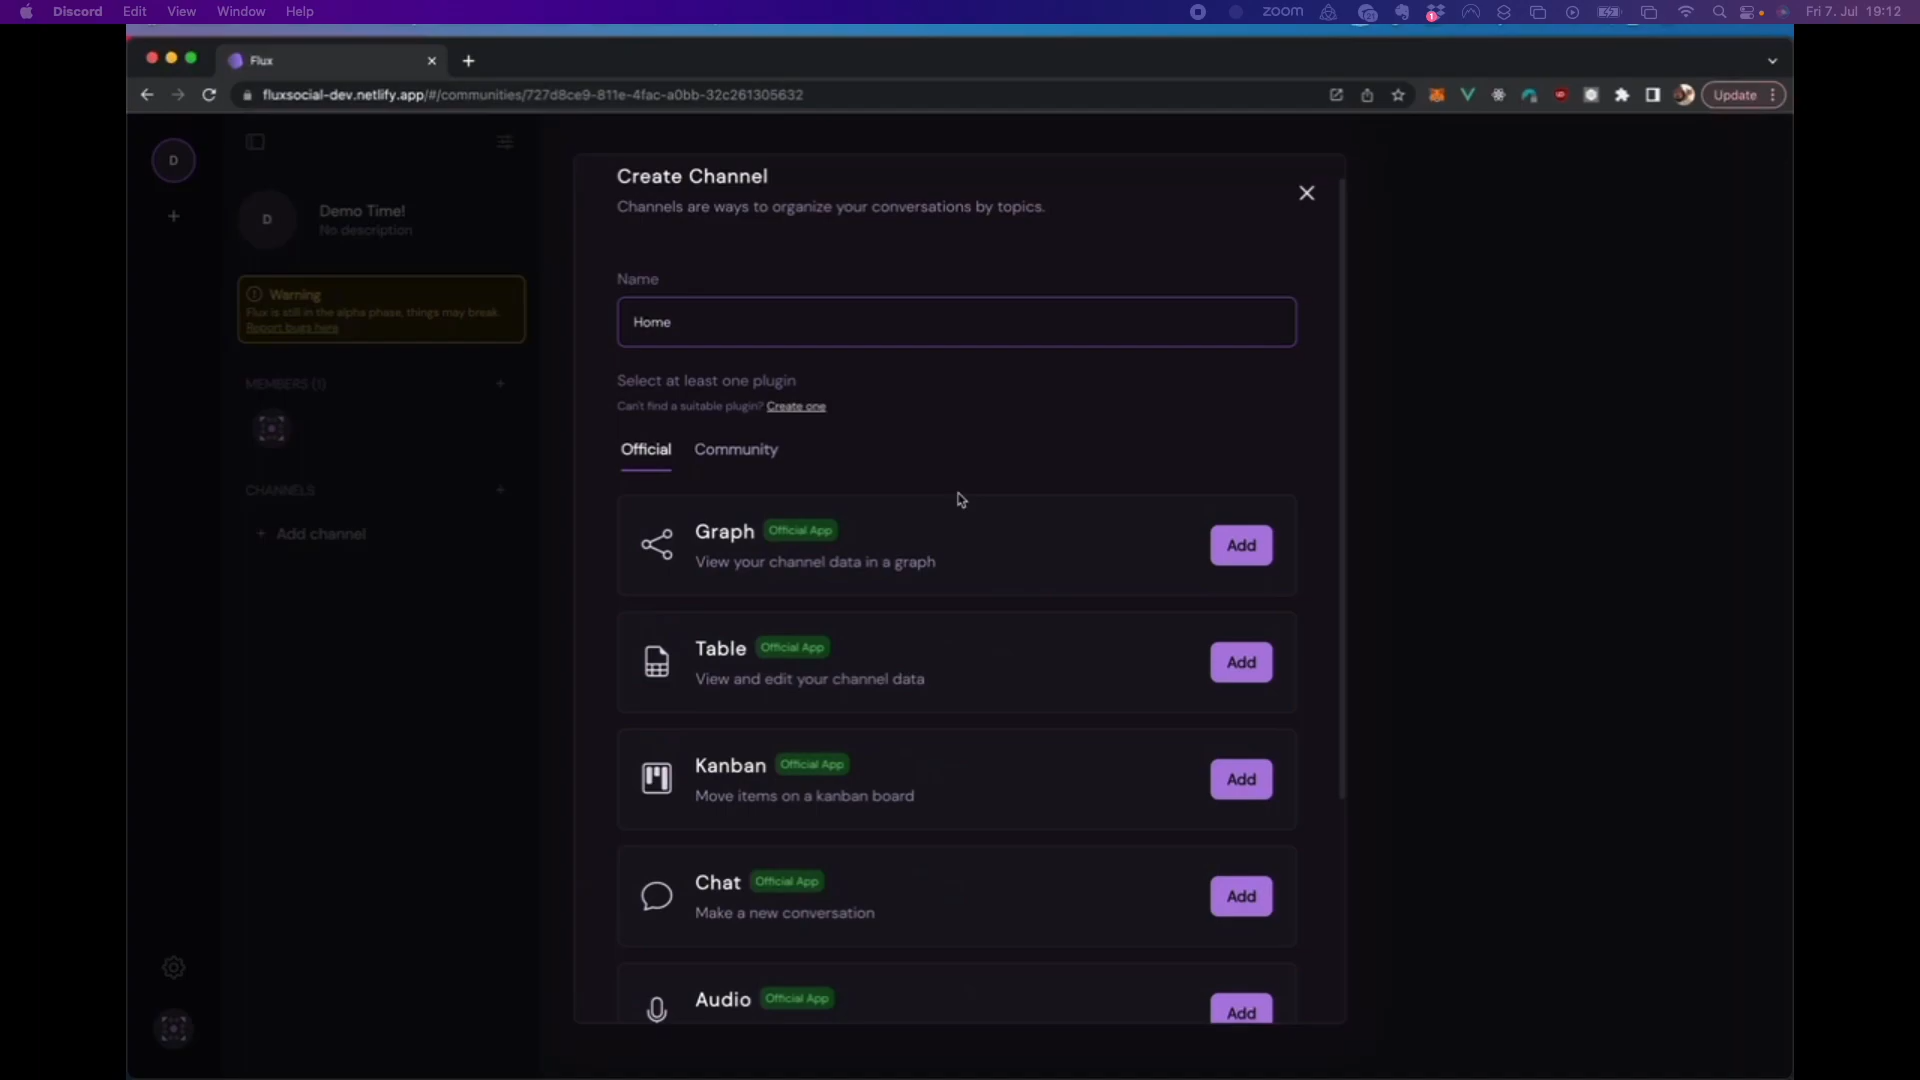 Discord Edit View Window Help zoom 21 1 Fri 7. Jul 19:12
Flux
fluxsocial-dev.netlify.app/#/communities/727d8ce9-811e-4fac-a0bb-32c261305632 Update
D
D
Demo Time!
No description
Warning
Flux is still in the alpha phase, things may break.
Report bugs here
MEMBERS (1) +
CHANNELS +
+ Add channel
Create Channel
Channels are ways to organize your conversations by topics.
Name
Home
Select at least one plugin
Can't find a suitable plugin? Create one
Official Community
Graph Official App
View your channel data in a graph
Add
Table Official App
View and edit your channel data
Add
Kanban Official App
Move items on a kanban board
Add
Chat Official App
Make a new conversation
Add
Audio Official App
Add